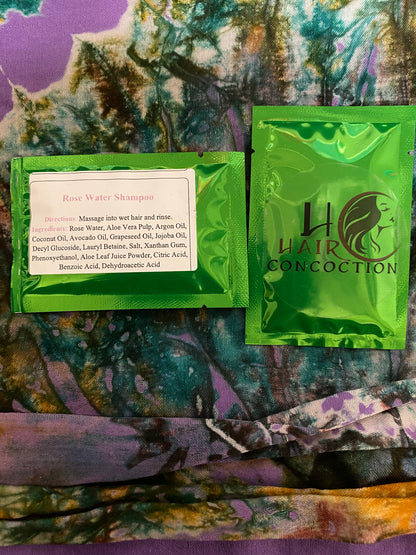 Rose Water Shampoo
Directions: Massage into wet hair and rinse.
Ingredients: Rose Water, Aloe Vera Pulp, Argon Oil,
Coconut Oil, Avocado Oil, Grapeseed Oil, Jojoba Oil,
Decyl Glucoside, Lauryl Betaine, Salt, Xanthan Gum,
Phenoxyethanol, Aloe Leaf Juice Powder, Citric Acid,
Benzoic Acid, Dehydroacetic Acid
H
HAIR
CONCOCTION